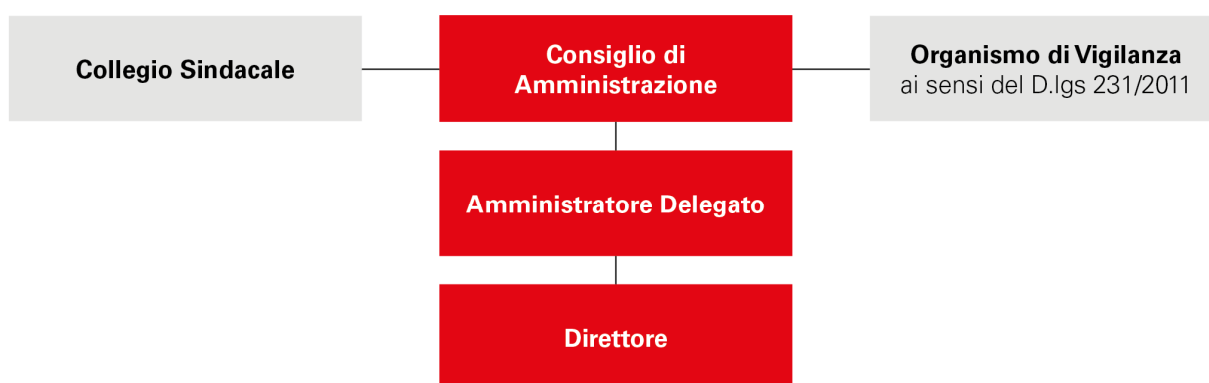 Collegio Sindacale
Consiglio di
Amministrazione
Organismo di Vigilanza
ai sensi del D.lgs 231/2011
Amministratore Delegato
Direttore